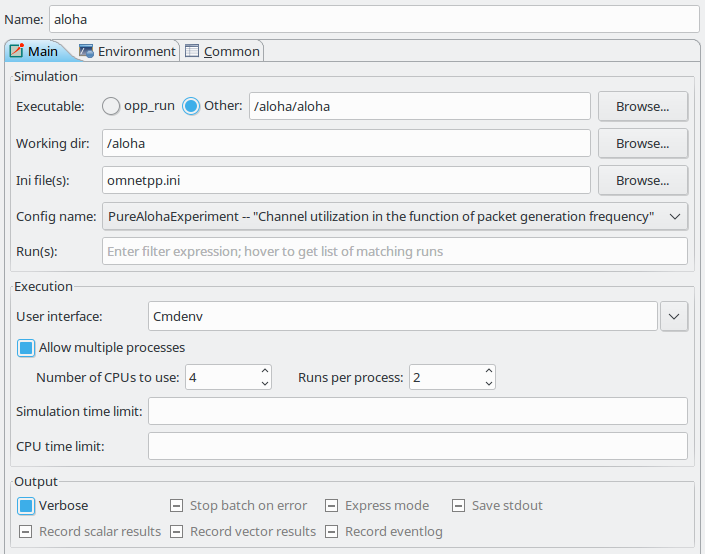 Name: aloha
Main Environment Common
Simulation
Executable: opp_run Other: /aloha/aloha Browse...
Working dir: /aloha Browse...
Ini file(s): omnetpp.ini Browse...
Config name: PureAlohaExperiment -- "Channel utilization in the function of packet generation frequency"
Run(s): Enter filter expression; hover to get list of matching runs
Execution
User interface: Cmdenv
Allow multiple processes
Number of CPUs to use: 4 Runs per process: 2
Simulation time limit:
CPU time limit:
Output
Verbose Stop batch on error Express mode Save stdout
Record scalar results Record vector results Record eventlog